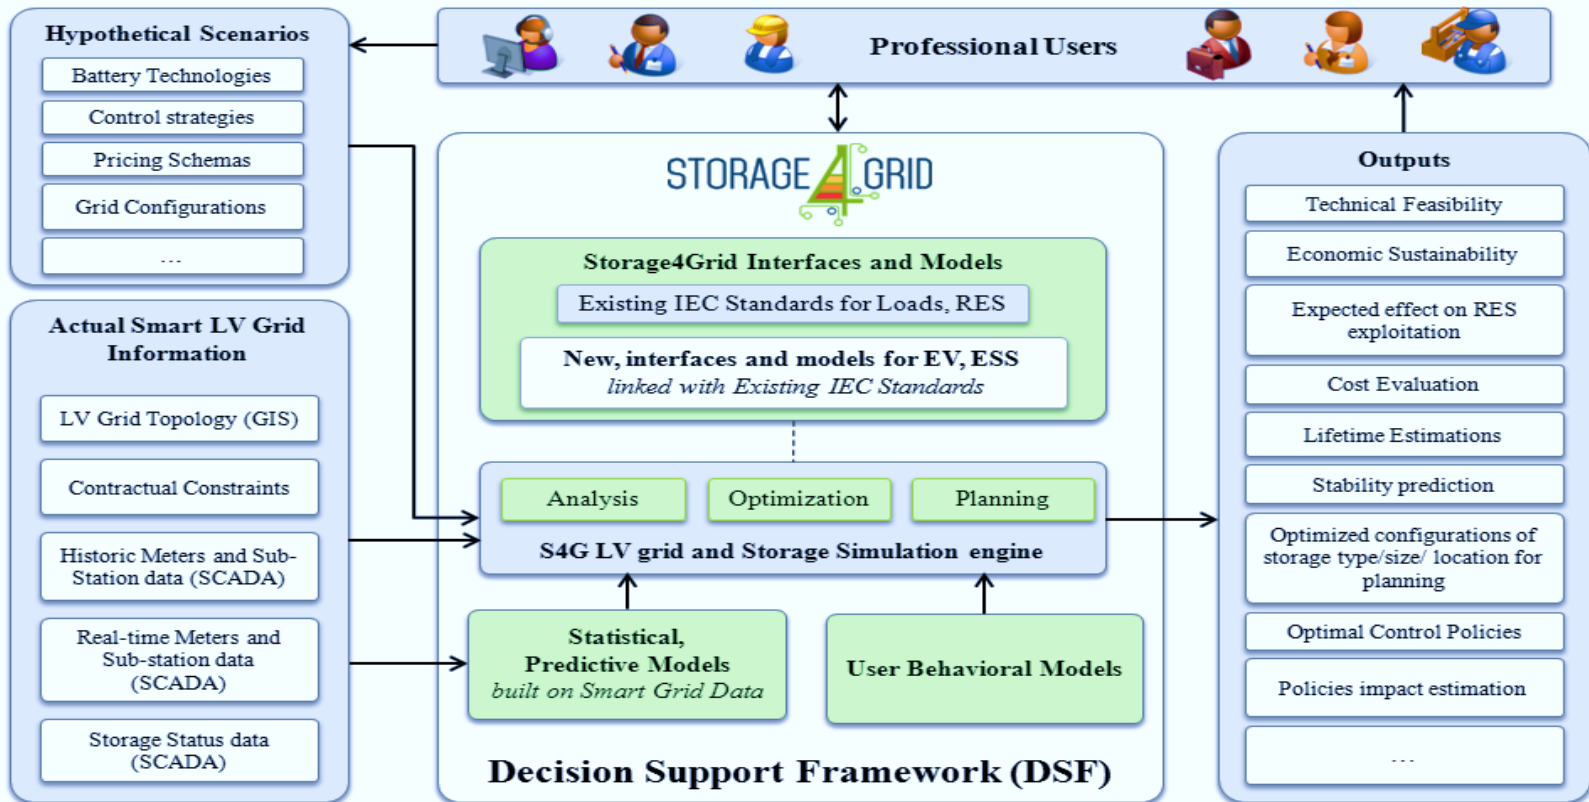 Hypothetical Scenarios
Battery Technologies
Control strategies
Pricing Schemas
Grid Configurations
...
Professional Users
Actual Smart LV Grid
Information
LV Grid Topology (GIS)
Contractual Constraints
Historic Meters and Sub-
Station data (SCADA)
Real-time Meters and
Sub-station data
(SCADA)
Storage Status data
(SCADA)
STORAGE 4 GRID
Storage4Grid Interfaces and Models
Existing IEC Standards for Loads, RES
New, interfaces and models for EV, ESS
linked with Existing IEC Standards
Analysis
Optimization
Planning
S4G LV grid and Storage Simulation engine
Statistical,
Predictive Models
built on Smart Grid Data
User Behavioral Models
Decision Support Framework (DSF)
Outputs
Technical Feasibility
Economic Sustainability
Expected effect on RES
exploitation
Cost Evaluation
Lifetime Estimations
Stability prediction
Optimized configurations of
storage type/size/ location for
planning
Optimal Control Policies
Policies impact estimation
...